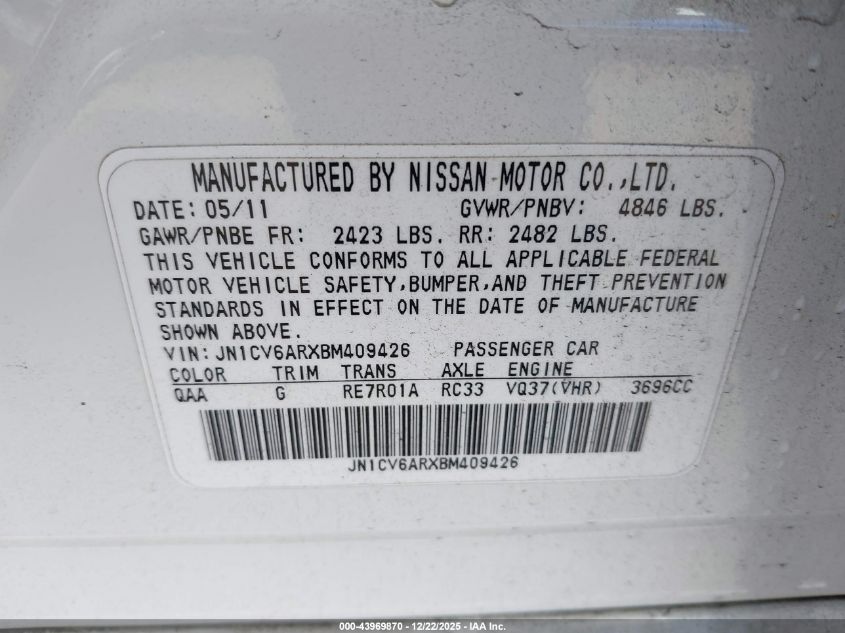 MANUFACTURED BY NISSAN MOTOR CO.,LTD.
DATE: 05/11 GVWR/PNBV: 4846 LBS.
GAWR/PNBE FR: 2423 LBS. RR: 2482 LBS.
THIS VEHICLE CONFORMS TO ALL APPLICABLE FEDERAL
MOTOR VEHICLE SAFETY,BUMPER,AND THEFT PREVENTION
STANDARDS IN EFFECT ON THE DATE OF MANUFACTURE
SHOWN ABOVE.
VIN: JN1CV6ARXBM409426 PASSENGER CAR
COLOR TRIM TRANS AXLE ENGINE
QAA G RE7R01A RC33 VQ37(VHR) 3696CC
JN1CV6ARXBM409426
000-43969870 - 12/22/2025 - IAA Inc.